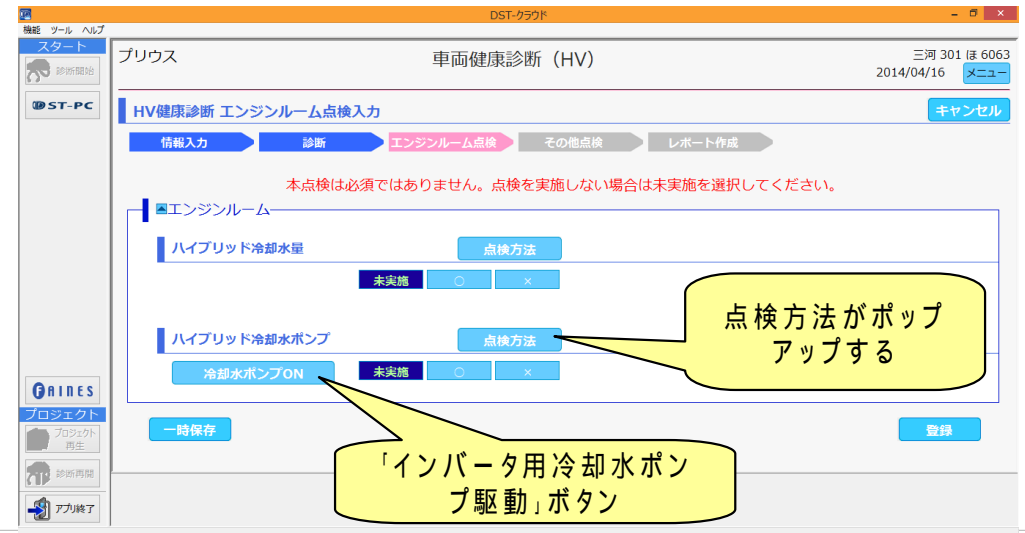 DST-クラウド
機能 ツール ヘルプ
スタート
診断開始
DST-PC
FAINES
プロジェクト
プロジェクト
再生
診断再開
アプリ終了
プリウス
車両健康診断（HV）
三河 301 ほ 6063
2014/04/16
メニュー
HV健康診断 エンジンルーム点検入力
キャンセル
情報入力
診断
エンジンルーム点検
その他点検
レポート作成
本点検は必須ではありません。点検を実施しない場合は未実施を選択してください。
エンジンルーム
ハイブリッド冷却水量
点検方法
未実施 ○ ×
ハイブリッド冷却水ポンプ
点検方法
冷却水ポンプON
未実施 ○ ×
点検方法がポップ
アップする
一時保存
登録
「インバータ用冷却水ポン
プ駆動」ボタン